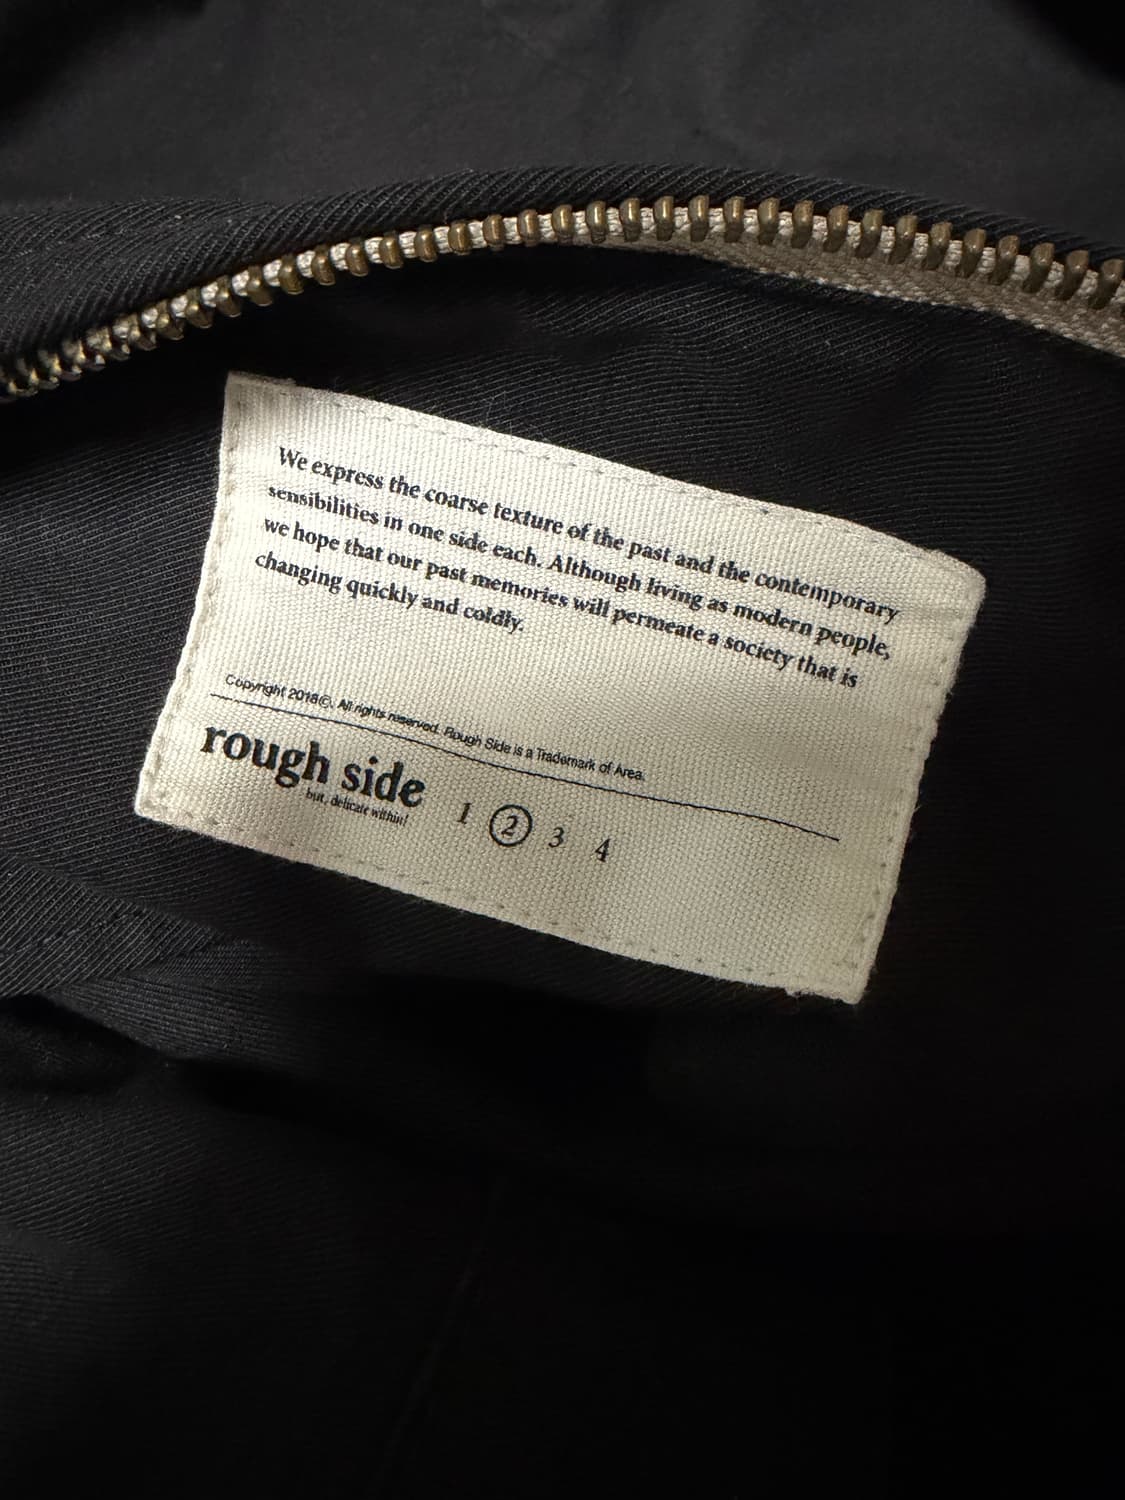 We express the coarse texture of the past and the contemporary
sensibilities in one side each. Although living as modern people,
we hope that our past memories will permeate a society that is
changing quickly and coldly.
Copyright 2018©. All rights reserved. Rough Side is a Trademark of Area.
rough side
but, delicate within!
1 2 3 4